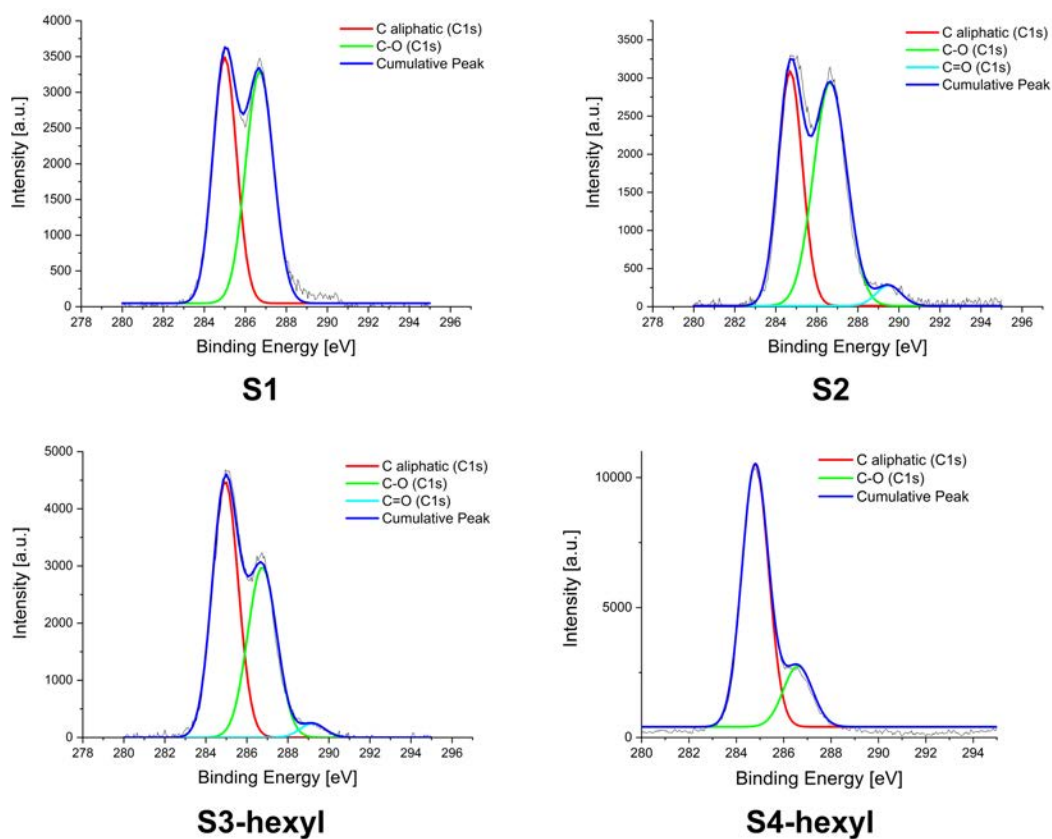 C aliphatic (C1s)
C-O (C1s)
Cumulative Peak
Intensity [a.u.]
4000
3500
3000
2500
2000
1500
1000
500
0
278 280 282 284 286 288 290 292 294 296
Binding Energy [eV]
S1
C aliphatic (C1s)
C-O (C1s)
C=O (C1s)
Cumulative Peak
Intensity [a.u.]
3500
3000
2500
2000
1500
1000
500
0
278 280 282 284 286 288 290 292 294 296
Binding Energy [eV]
S2
C aliphatic (C1s)
C-O (C1s)
C=O (C1s)
Cumulative Peak
Intensity [a.u.]
5000
4000
3000
2000
1000
0
278 280 282 284 286 288 290 292 294 296
Binding Energy [eV]
S3-hexyl
C aliphatic (C1s)
C-O (C1s)
Cumulative Peak
Intensity [a.u.]
10000
5000
0
280 282 284 286 288 290 292 294
Binding Energy [eV]
S4-hexyl